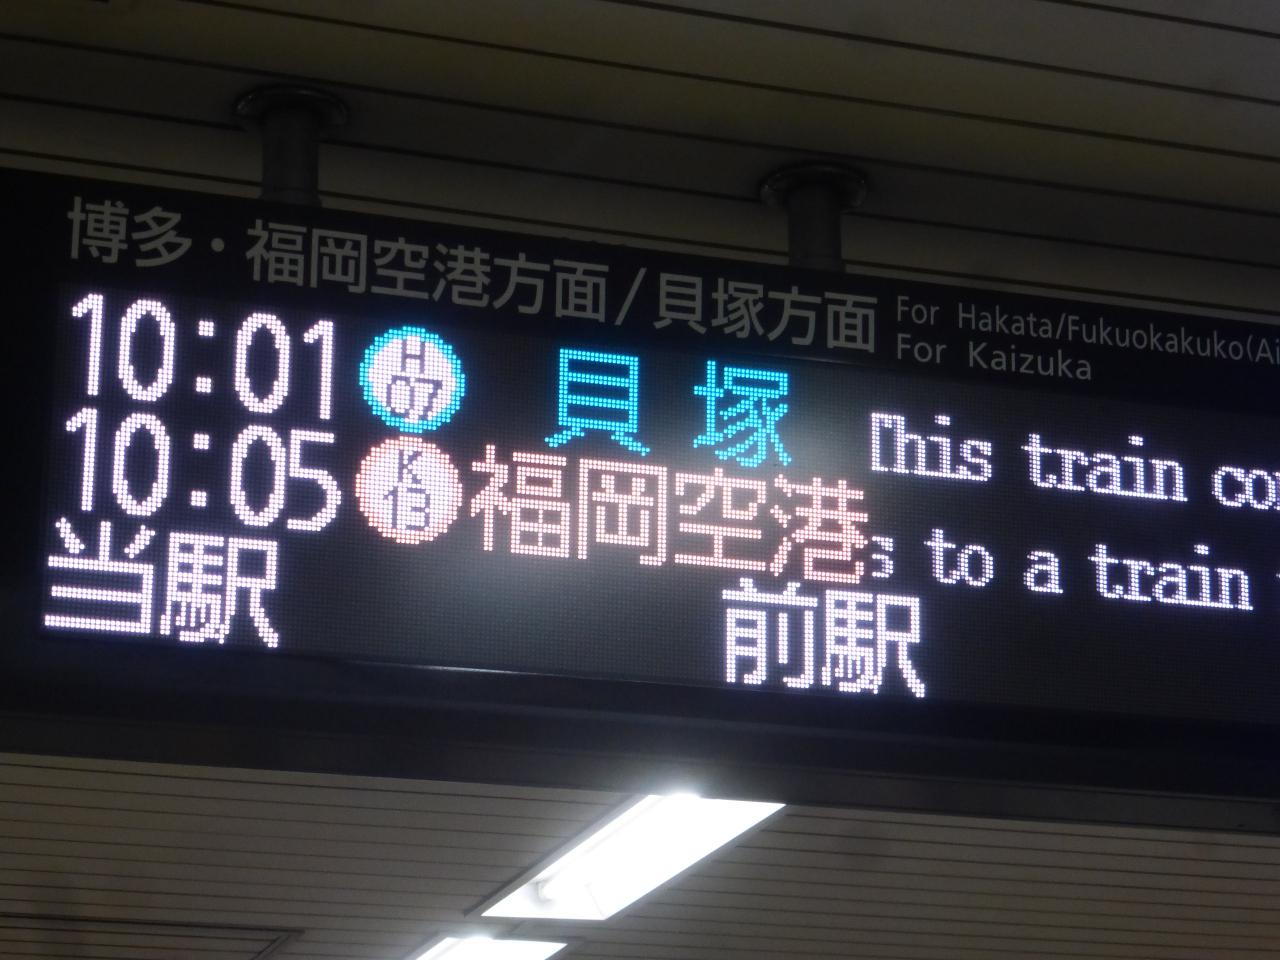 博多・福岡空港方面/貝塚方面
For Hakata/Fukuokakuko(Ai
For Kaizuka
10:01 H 07 貝塚 This train co
10:05 K 13 福岡空港 s to a train
当駅 前駅